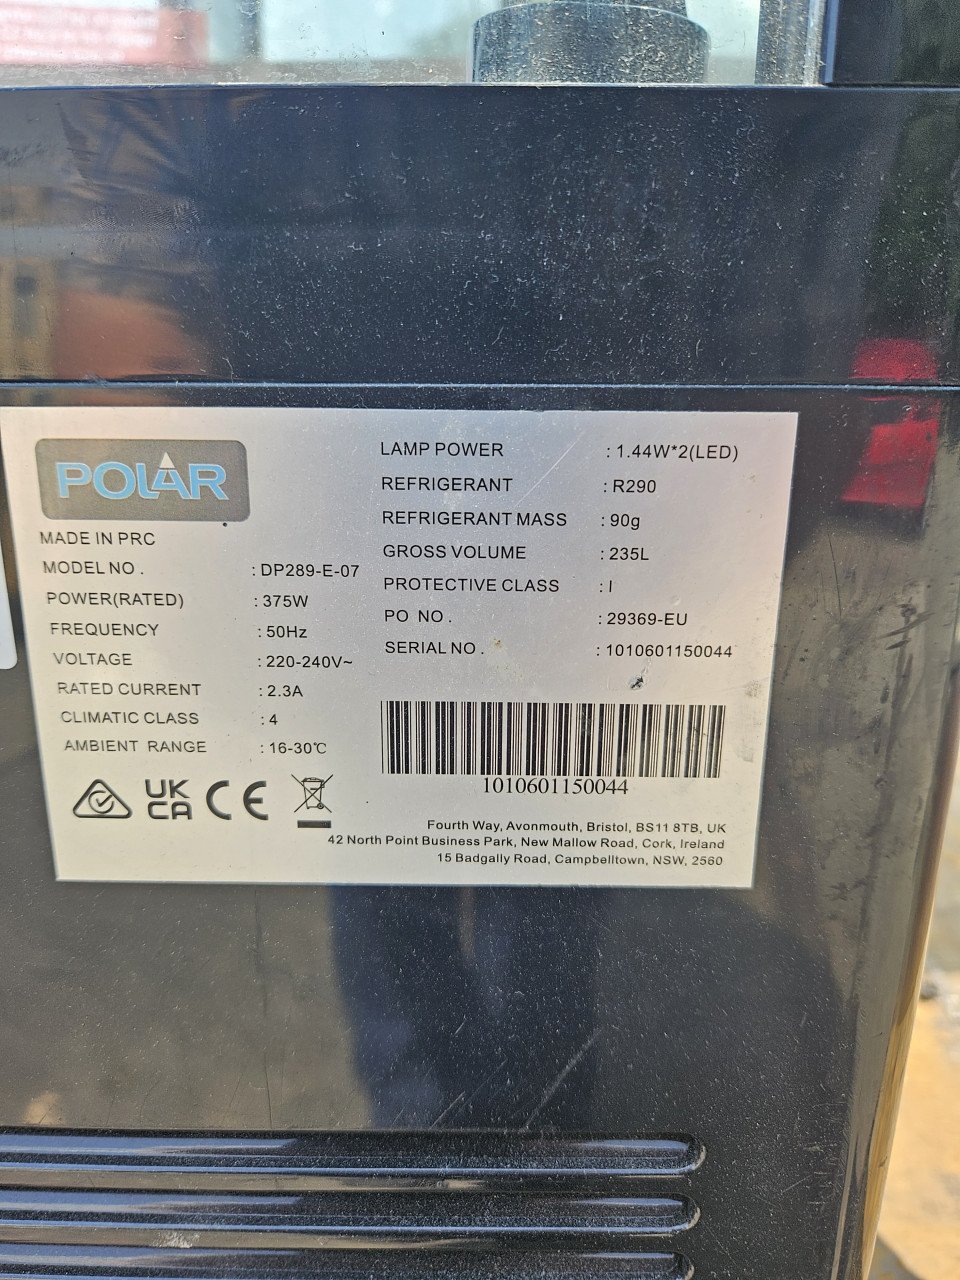 POLAR
MADE IN PRC
MODEL NO. : DP289-E-07
POWER(RATED) : 375W
FREQUENCY : 50Hz
VOLTAGE : 220-240V~
RATED CURRENT : 2.3A
CLIMATIC CLASS : 4
AMBIENT RANGE : 16-30℃
UK
CA
CE
LAMP POWER : 1.44W*2(LED)
REFRIGERANT : R290
REFRIGERANT MASS : 90g
GROSS VOLUME : 235L
PROTECTIVE CLASS : I
PO NO. : 29369-EU
SERIAL NO. : 1010601150044
1010601150044
Fourth Way, Avonmouth, Bristol, BS11 8TB, UK
42 North Point Business Park, New Mallow Road, Cork, Ireland
15 Badgally Road, Campbelltown, NSW, 2560